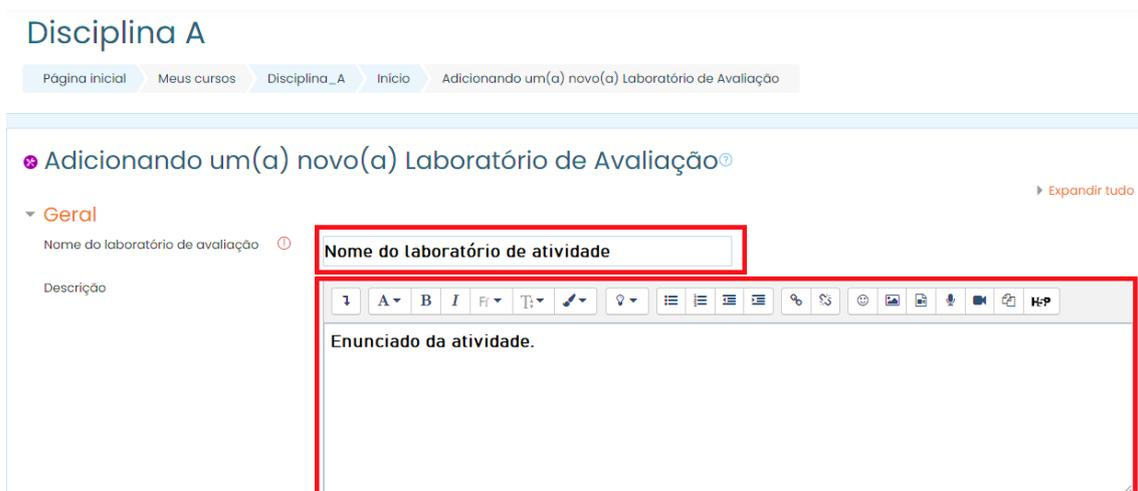 Disciplina A
Página inicial Meus cursos Disciplina_A Início Adicionando um(a) novo(a) Laboratório de Avaliação
Adicionando um(a) novo(a) Laboratório de Avaliação
Expandir tudo
Geral
Nome do laboratório de avaliação Nome do laboratório de atividade
Descrição
A B I H-P
Enunciado da atividade.